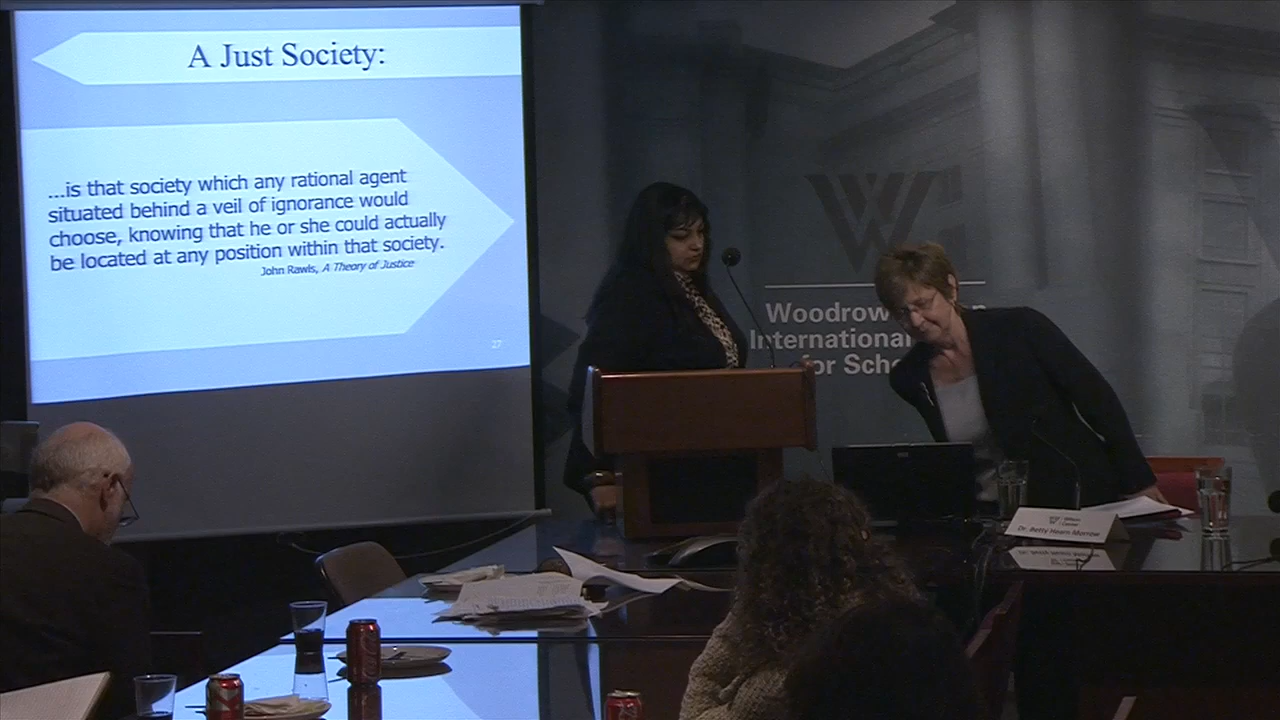 A Just Society:
...is that society which any rational agent
situated behind a veil of ignorance would
choose, knowing that he or she could actually
be located at any position within that society.
John Rawls, A Theory of Justice
27
Woodrow
International
for
Dr. Betty Hearn Morrow